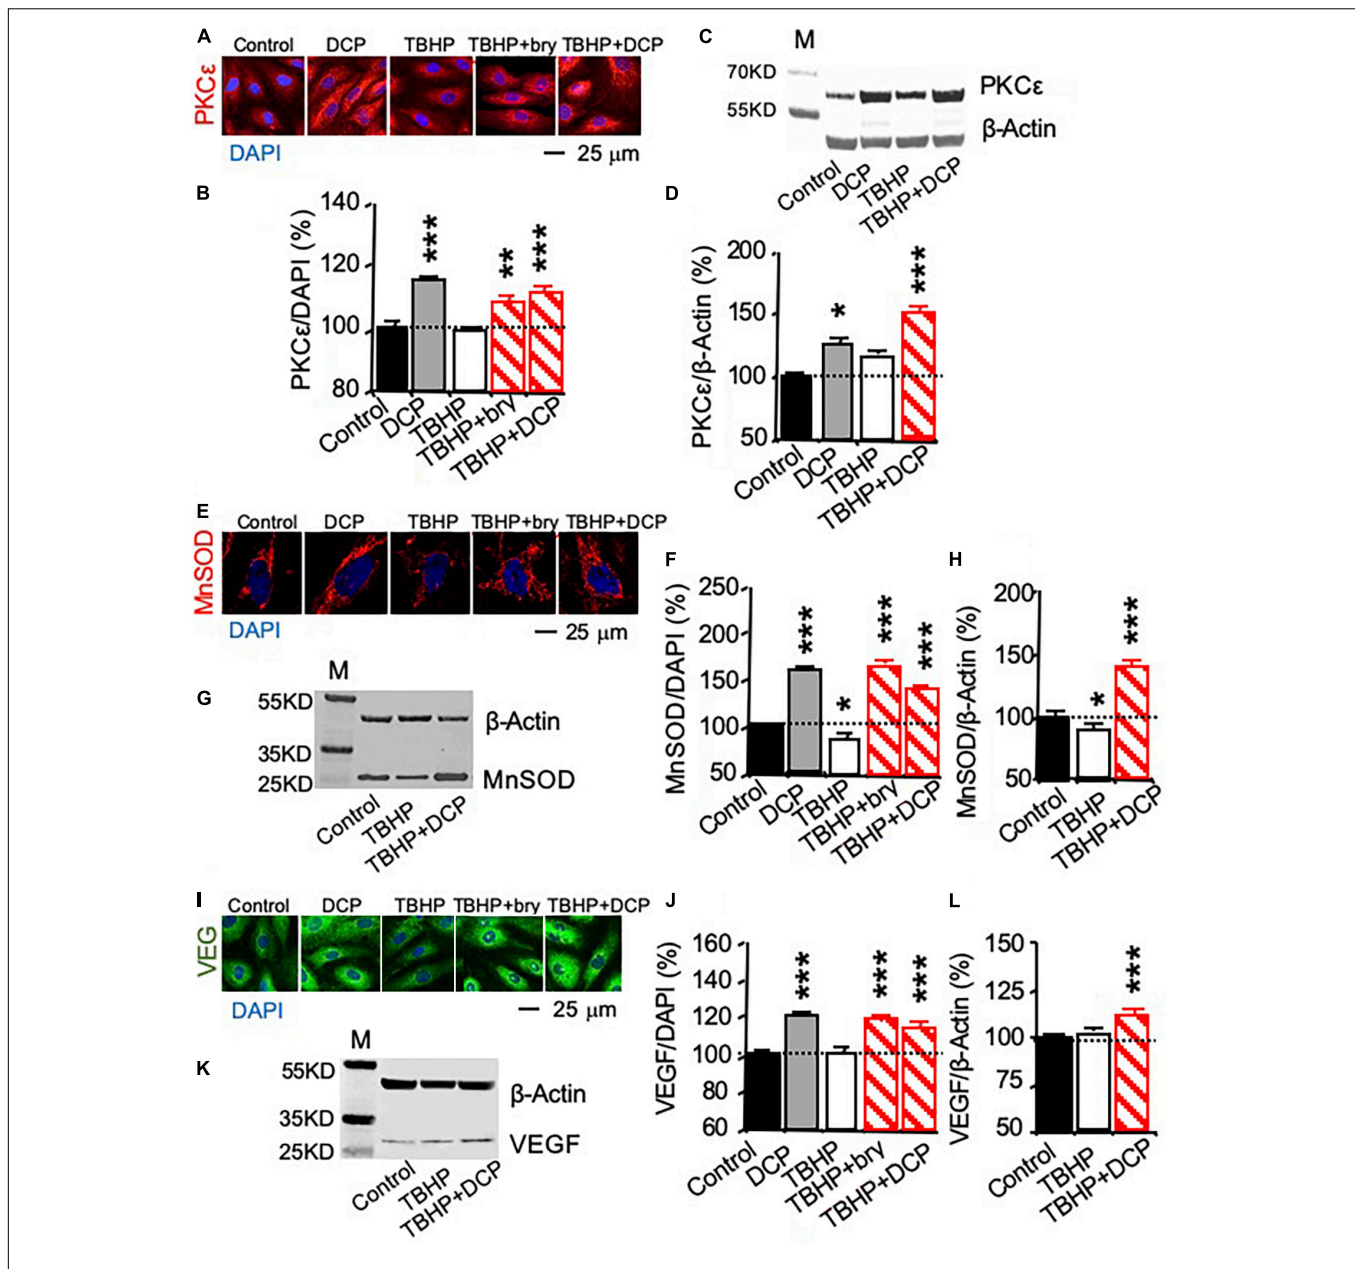 A
Control DCP TBHP TBHP+bry TBHP+DCP
PKCε
DAPI
25 μm
B
PKCε/DAPI (%)
140
120
100
80
***
**
***
Control
DCP
TBHP
TBHP+bry
TBHP+DCP
C
M
70KD
55KD
PKCε
β-Actin
Control
DCP
TBHP
TBHP+DCP
D
PKCε/β-Actin (%)
200
150
100
50
*
***
Control
DCP
TBHP
TBHP+DCP
E
Control DCP TBHP TBHP+bry TBHP+DCP
MnSOD
DAPI
25 μm
F
MnSOD/DAPI (%)
250
200
150
100
50
***
*
***
***
Control
DCP
TBHP
TBHP+bry
TBHP+DCP
H
MnSOD/β-Actin (%)
200
150
100
50
*
***
Control
TBHP
TBHP+DCP
G
M
55KD
35KD
25KD
β-Actin
MnSOD
Control
TBHP
TBHP+DCP
I
Control DCP TBHP TBHP+bry TBHP+DCP
VEG
DAPI
25 μm
J
VEGF/DAPI (%)
160
140
120
100
80
60
***
***
***
Control
DCP
TBHP
TBHP+bry
TBHP+DCP
L
VEGF/β-Actin (%)
150
125
100
75
50
***
Control
TBHP
TBHP+DCP
K
M
55KD
35KD
25KD
β-Actin
VEGF
Control
TBHP
TBHP+DCP